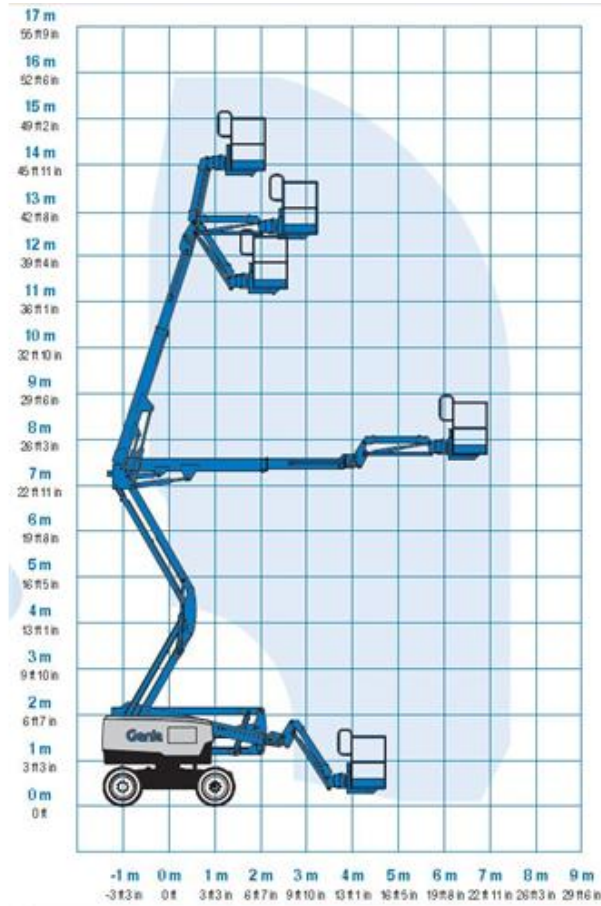 17 m
55 ft 9 in
16 m
52 ft 6 in
15 m
49 ft 2 in
14 m
45 ft 11 in
13 m
42 ft 8 in
12 m
39 ft 4 in
11 m
36 ft 1 in
10 m
32 ft 10 in
9 m
29 ft 6 in
8 m
26 ft 3 in
7 m
22 ft 11 in
6 m
19 ft 8 in
5 m
16 ft 5 in
4 m
13 ft 1 in
3 m
9 ft 10 in
2 m
6 ft 7 in
Genie
1 m
3 ft 3 in
0 m
0 ft
-1 m 0 m 1 m 2 m 3 m 4 m 5 m 6 m 7 m 8 m 9 m
-3 ft 3 in 0 ft 3 ft 3 in 6 ft 7 in 9 ft 10 in 13 ft 1 in 16 ft 5 in 19 ft 8 in 22 ft 11 in 26 ft 3 in 29 ft 6 in